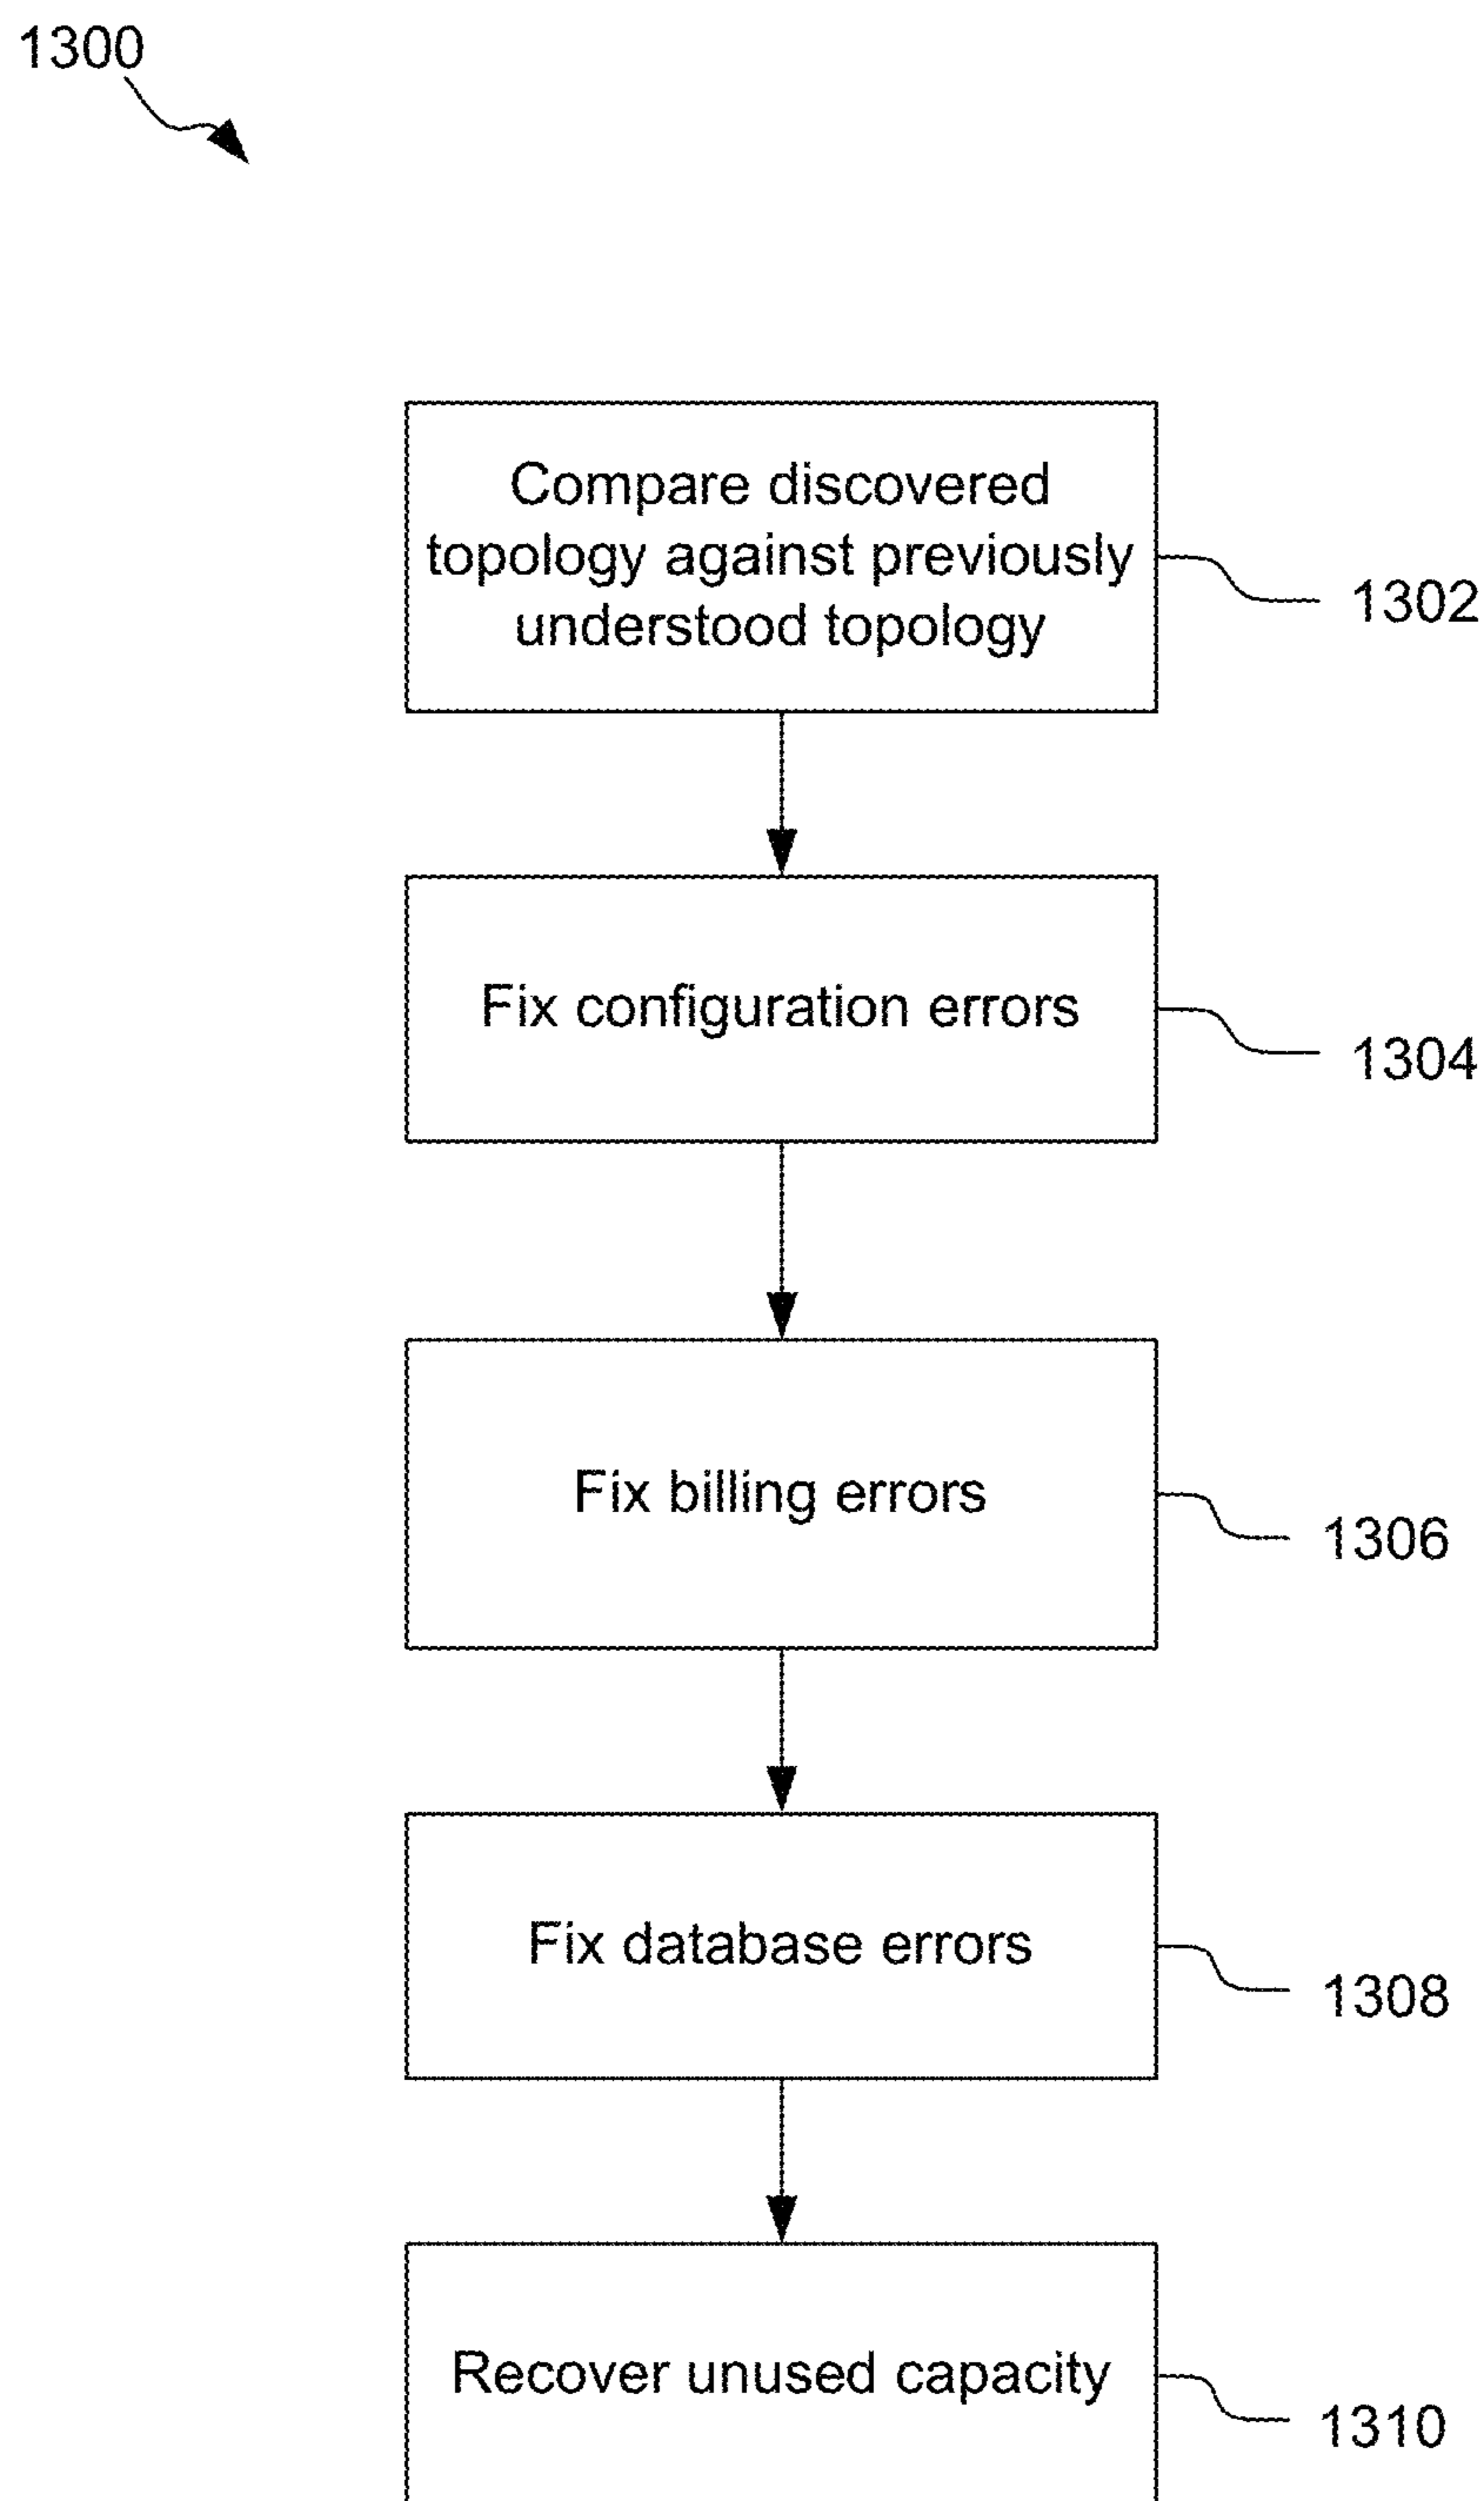 1300
Compare discovered
topology against previously
understood topology
1302
Fix configuration errors
1304
Fix billing errors
1306
Fix database errors
1308
Recover unused capacity
1310